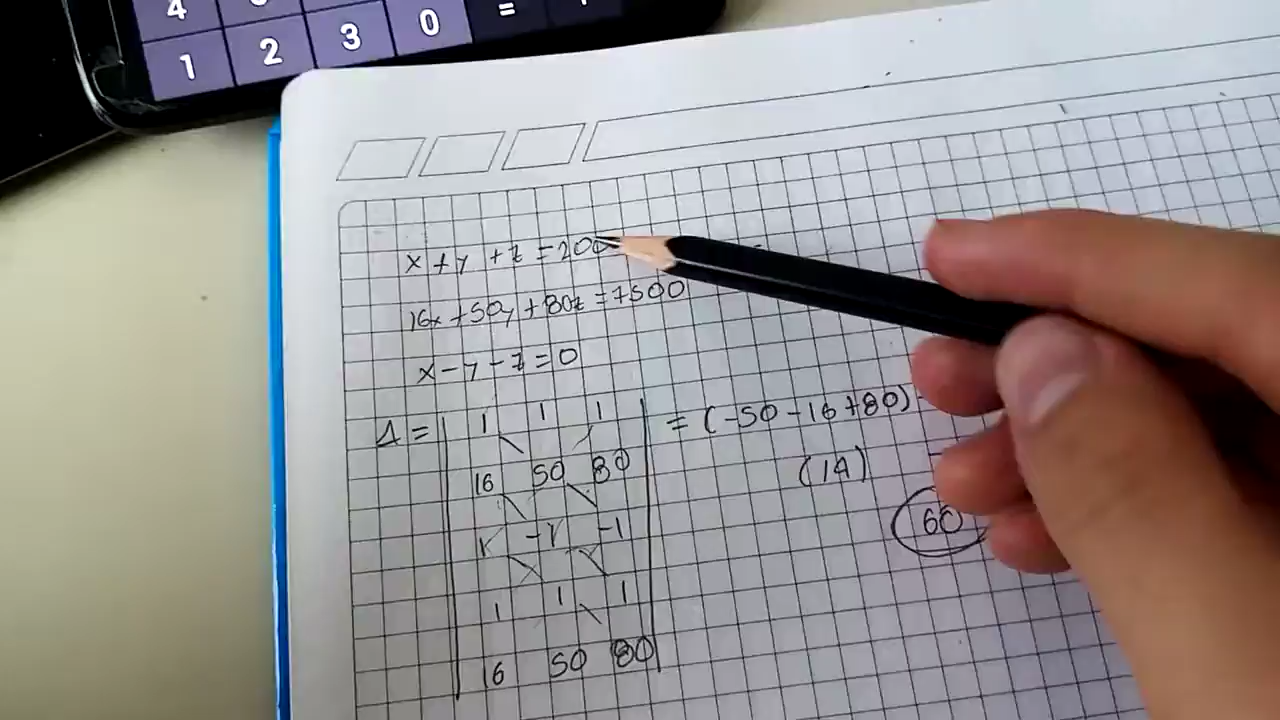 4
0
=
1 2 3
x + y + z = 200
16x + 50y + 80z = 7500
x - y - z = 0
Δ =
1 1 1
= (-50 - 16 + 80)
16 50 80
(14)
1 -1 -1
60
1 1 1
16 50 80